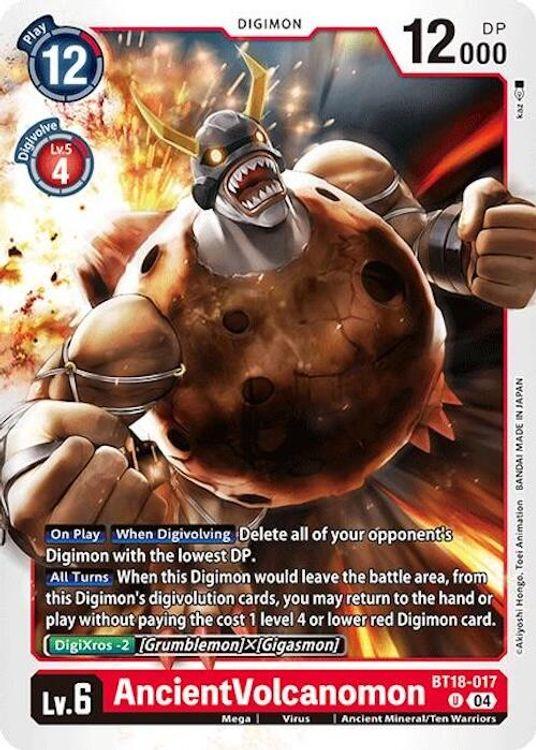 DIGIMON
Play
12
DP
12000
kaz
Digivolve
Lv.5
4
©Akiyoshi Hongo, Toei Animation BANDAI MADE IN JAPAN
On Play When Digivolving Delete all of your opponent's
Digimon with the lowest DP.
All Turns When this Digimon would leave the battle area, from
this Digimon's digivolution cards, you may return to the hand or
play without paying the cost 1 level 4 or lower red Digimon card.
DigiXros -2 [Grumblemon]×[Gigasmon]
Lv.6
AncientVolcanomon
BT18-017
U 04
Mega | Virus | Ancient Mineral/Ten Warriors